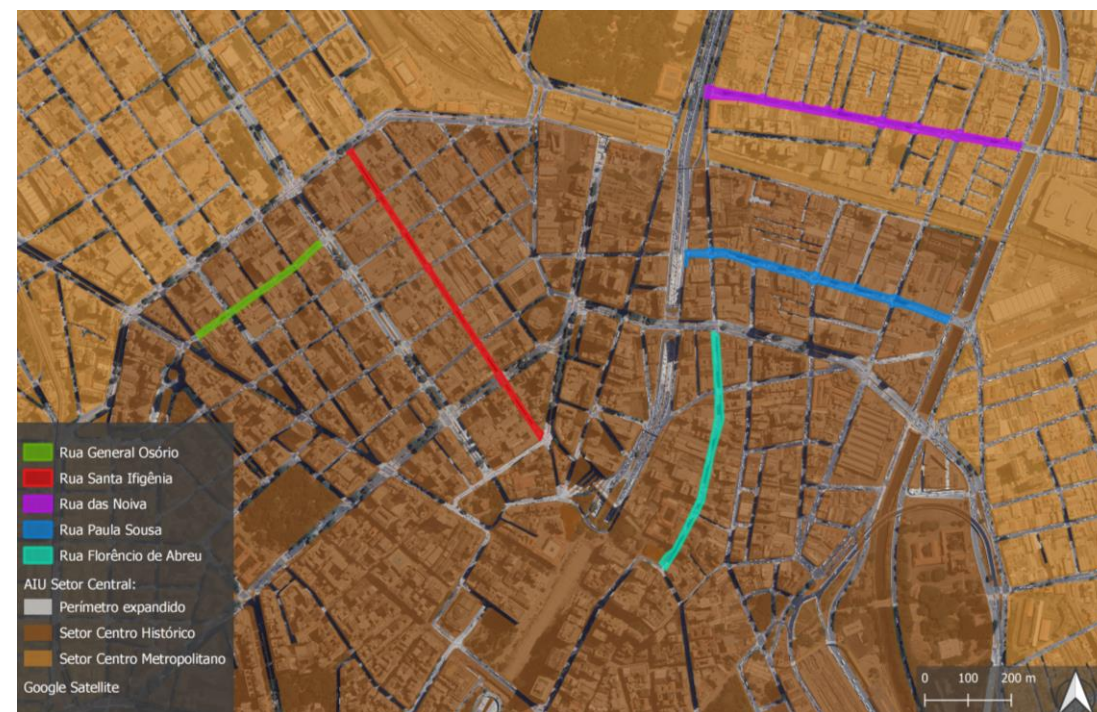 Rua General Osório
Rua Santa Ifigênia
Rua das Noiva
Rua Paula Sousa
Rua Florêncio de Abreu
AIU Setor Central:
Perímetro expandido
Setor Centro Histórico
Setor Centro Metropolitano
Google Satellite
0 100 200 m